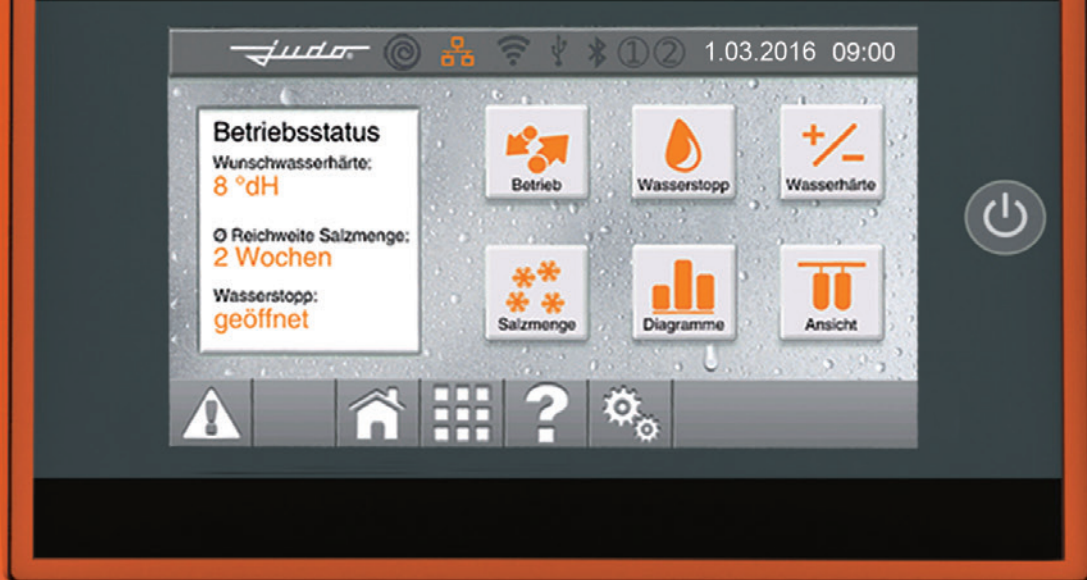 judo
①② 1.03.2016 09:00
Betriebsstatus
Wunschwasserhärte:
8 °dH
Ø Reichweite Salzmenge:
2 Wochen
Wasserstopp:
geöffnet
Betrieb
Wasserstopp
Wasserhärte
Salzmenge
Diagramme
Ansicht